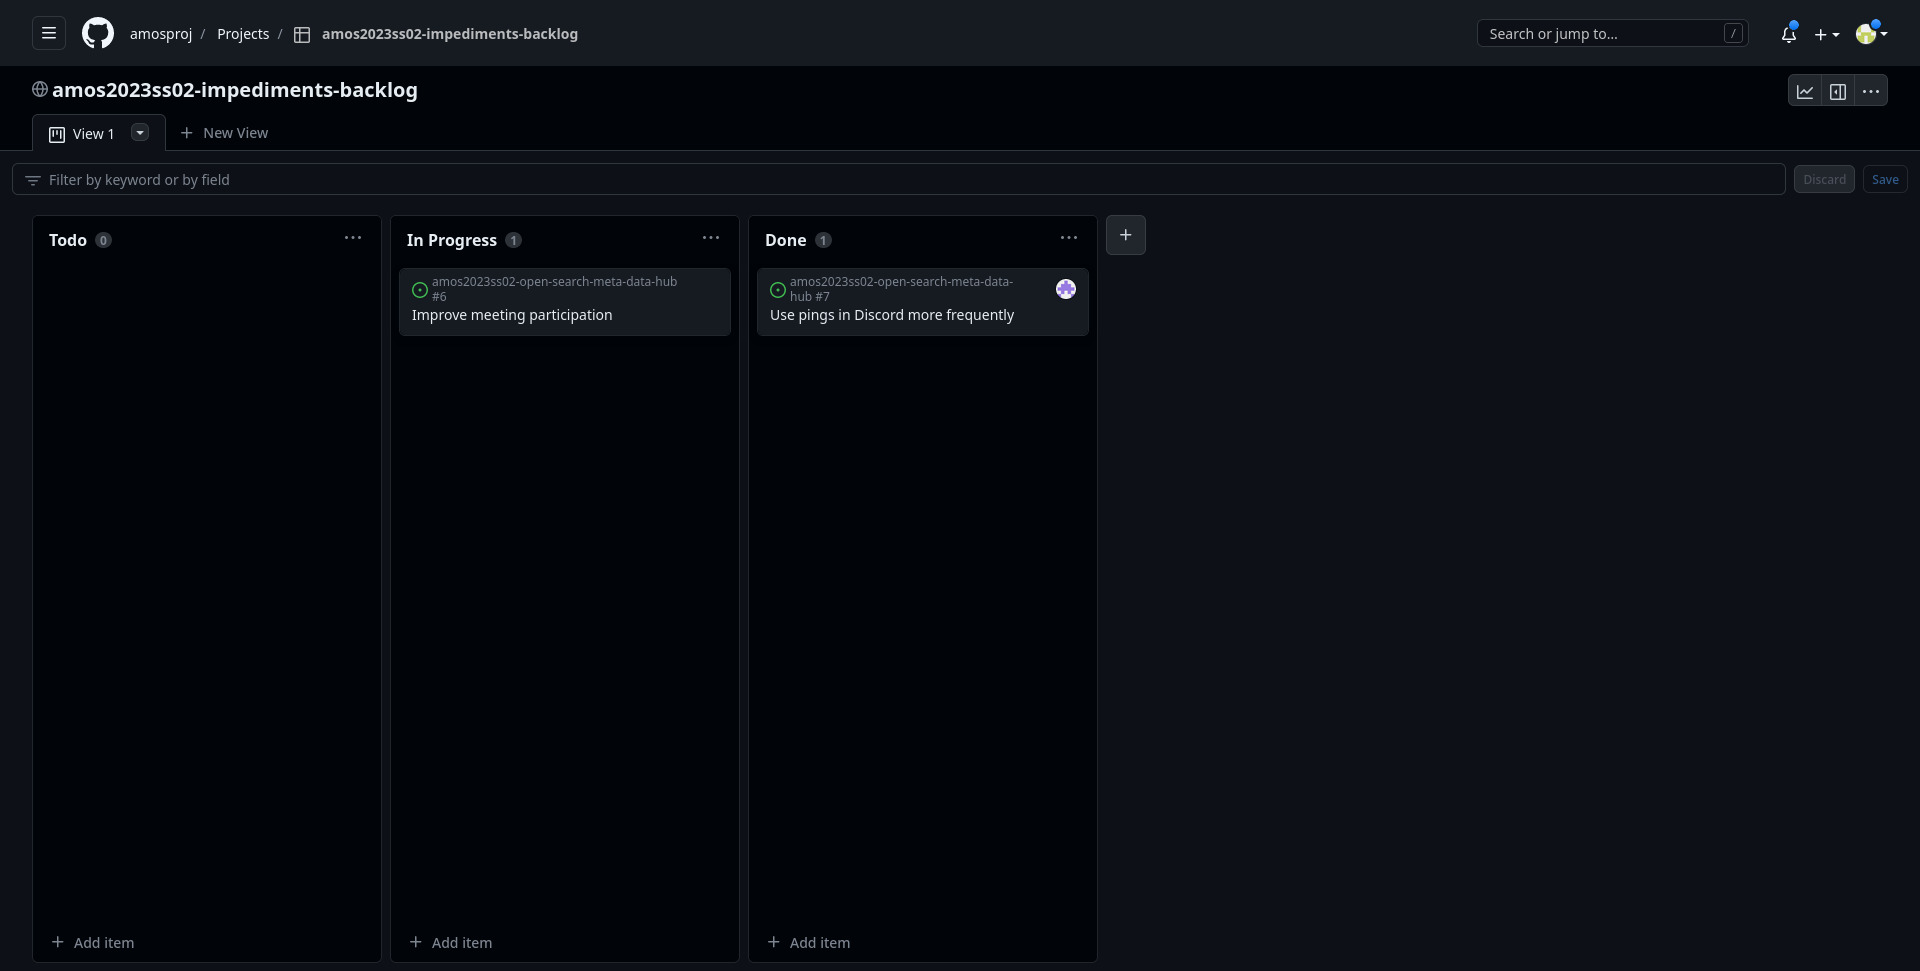 amosproj / Projects / amos2023ss02-impediments-backlog
Search or jump to... /
amos2023ss02-impediments-backlog
View 1
New View
Filter by keyword or by field
Discard
Save
Todo 0
In Progress 1
Done 1
amos2023ss02-open-search-meta-data-hub
#6
Improve meeting participation
amos2023ss02-open-search-meta-data-
hub #7
Use pings in Discord more frequently
Add item
Add item
Add item